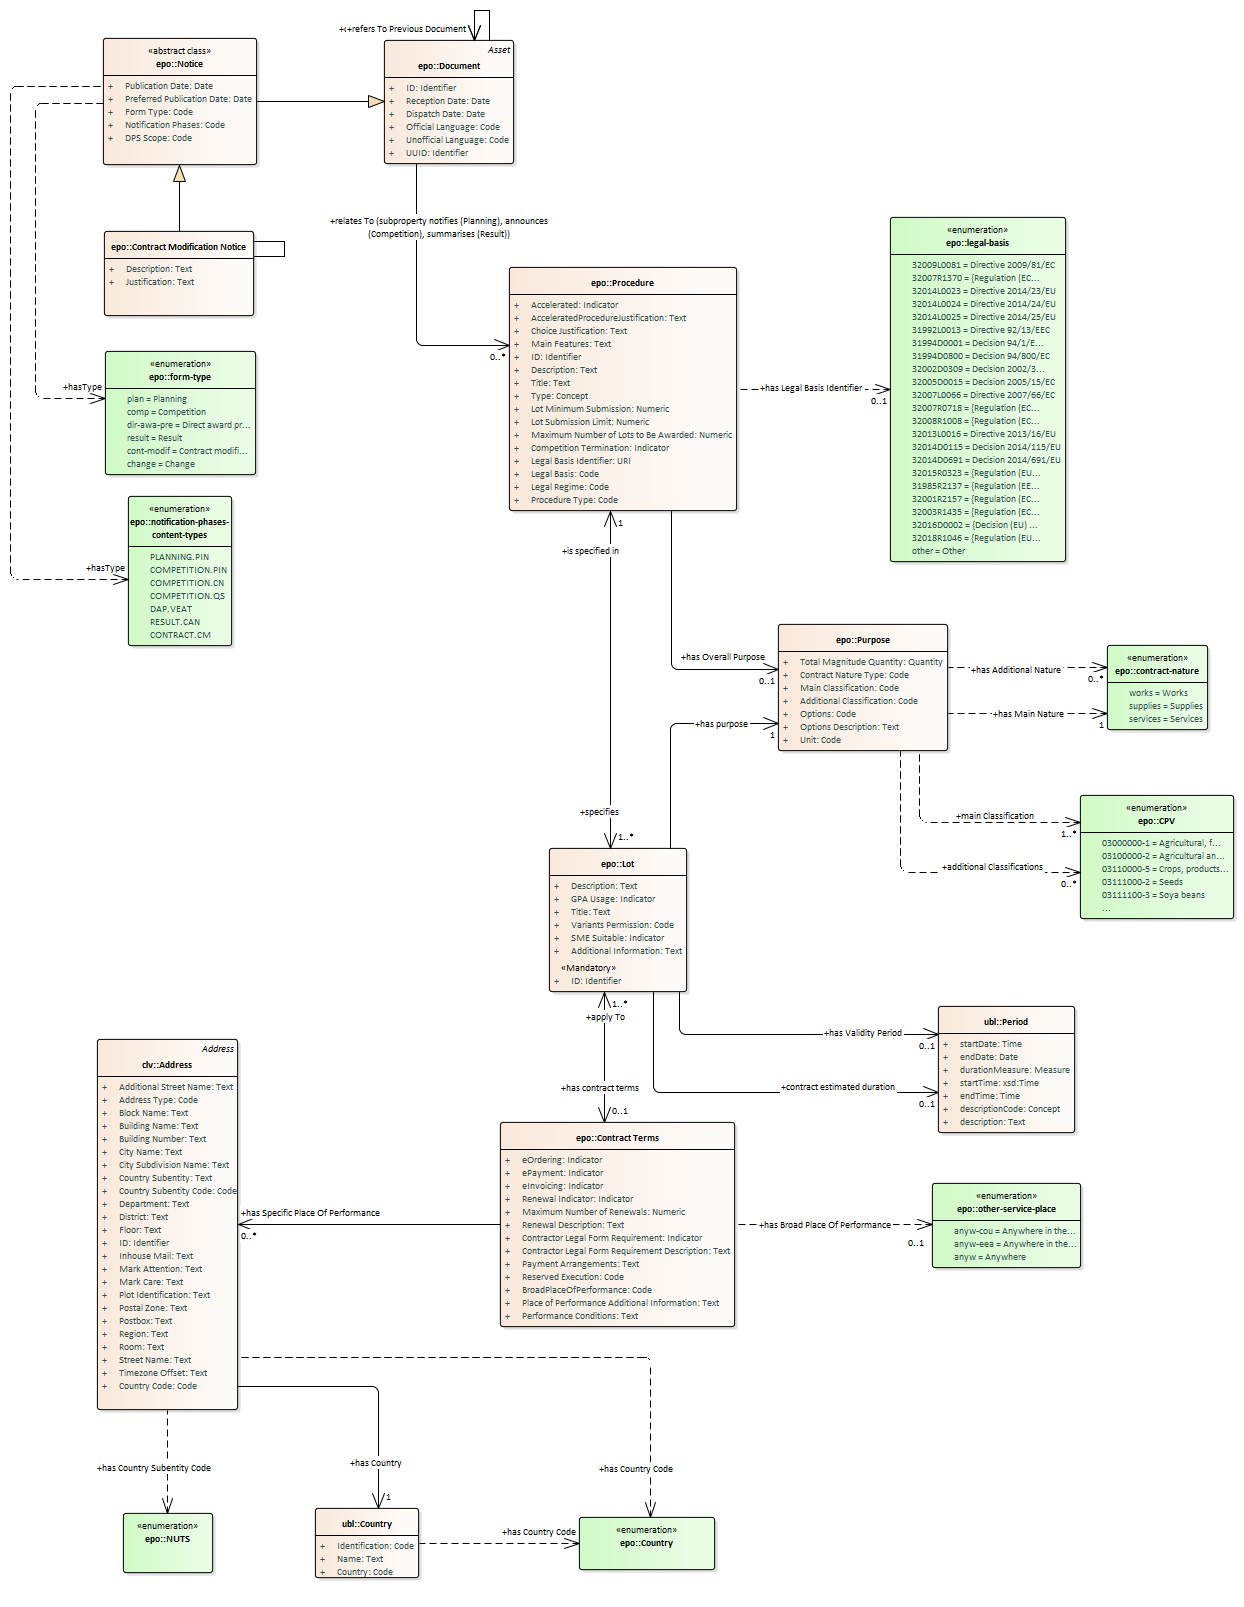 +<+refers To Previous Document
«abstract class»
epo::Notice
+ Publication Date: Date
+ Preferred Publication Date: Date
+ Form Type: Code
+ Notification Phases: Code
+ DPS Scope: Code
Asset
epo::Document
+ ID: Identifier
+ Reception Date: Date
+ Dispatch Date: Date
+ Official Language: Code
+ Unofficial Language: Code
+ UUID: Identifier
+relates To (subproperty notifies (Planning), announces
(Competition), summarises (Result))
0..*
epo::Contract Modification Notice
+ Description: Text
+ Justification: Text
+hasType
«enumeration»
epo::form-type
plan = Planning
comp = Competition
dir-awa-pre = Direct award pr...
result = Result
cont-modif = Contract modifi...
change = Change
+hasType
«enumeration»
epo::notification-phases-
content-types
PLANNING.PIN
COMPETITION.PIN
COMPETITION.CN
COMPETITION.QS
DAP.VEAT
RESULT.CAN
CONTRACT.CM
epo::Procedure
+ Accelerated: Indicator
+ AcceleratedProcedureJustification: Text
+ Choice Justification: Text
+ Main Features: Text
+ ID: Identifier
+ Description: Text
+ Title: Text
+ Type: Concept
+ Lot Minimum Submission: Numeric
+ Lot Submission Limit: Numeric
+ Maximum Number of Lots to Be Awarded: Numeric
+ Competition Termination: Indicator
+ Legal Basis Identifier: URI
+ Legal Basis: Code
+ Legal Regime: Code
+ Procedure Type: Code
+has Legal Basis Identifier
0..1
«enumeration»
epo::legal-basis
32009L0081 = Directive 2009/81/EC
32007R1370 = {Regulation (EC...
32014L0023 = Directive 2014/23/EU
32014L0024 = Directive 2014/24/EU
32014L0025 = Directive 2014/25/EU
31992L0013 = Directive 92/13/EEC
31994D0001 = Decision 94/1/E...
31994D0800 = Decision 94/800/EC
32002D0309 = Decision 2002/3...
32005D0015 = Decision 2005/15/EC
32007L0066 = Directive 2007/66/EC
32007R0718 = {Regulation (EC...
32008R1008 = {Regulation (EC...
32013L0016 = Directive 2013/16/EU
32014D0115 = Decision 2014/115/EU
32014D0691 = Decision 2014/691/EU
32015R0323 = {Regulation (EU...
31985R2137 = {Regulation (EE...
32001R2157 = {Regulation (EC...
32003R1435 = {Regulation (EC...
32016D0002 = {Decision (EU) ...
32018R1046 = {Regulation (EU...
other = Other
1
+is specified in
+specifies
1..*
+has Overall Purpose
0..1
+has purpose
1
epo::Purpose
+ Total Magnitude Quantity: Quantity
+ Contract Nature Type: Code
+ Main Classification: Code
+ Additional Classification: Code
+ Options: Code
+ Options Description: Text
+ Unit: Code
+has Additional Nature
0..*
+has Main Nature
1
«enumeration»
epo::contract-nature
works = Works
supplies = Supplies
services = Services
+main Classification
1..*
+additional Classifications
0..*
«enumeration»
epo::CPV
03000000-1 = Agricultural, f...
03100000-2 = Agricultural an...
03110000-5 = Crops, products...
03111000-2 = Seeds
03111100-3 = Soya beans
...
epo::Lot
+ Description: Text
+ GPA Usage: Indicator
+ Title: Text
+ Variants Permission: Code
+ SME Suitable: Indicator
+ Additional Information: Text
«Mandatory»
+ ID: Identifier
1..*
+apply To
+has contract terms
0..1
+has Validity Period
0..1
+contract estimated duration
0..1
ubl::Period
+ startDate: Time
+ endDate: Date
+ durationMeasure: Measure
+ startTime: xsd:Time
+ endTime: Time
+ descriptionCode: Concept
+ description: Text
Address
clv::Address
+ Additional Street Name: Text
+ Address Type: Code
+ Block Name: Text
+ Building Name: Text
+ Building Number: Text
+ City Name: Text
+ City Subdivision Name: Text
+ Country Subentity: Text
+ Country Subentity Code: Code
+ Department: Text
+ District: Text
+ Floor: Text
+ ID: Identifier
+ Inhouse Mail: Text
+ Mark Attention: Text
+ Mark Care: Text
+ Plot Identification: Text
+ Postal Zone: Text
+ Postbox: Text
+ Region: Text
+ Room: Text
+ Street Name: Text
+ Timezone Offset: Text
+ Country Code: Code
+has Specific Place Of Performance
0..*
epo::Contract Terms
+ eOrdering: Indicator
+ ePayment: Indicator
+ eInvoicing: Indicator
+ Renewal Indicator: Indicator
+ Maximum Number of Renewals: Numeric
+ Renewal Description: Text
+ Contractor Legal Form Requirement: Indicator
+ Contractor Legal Form Requirement Description: Text
+ Payment Arrangements: Text
+ Reserved Execution: Code
+ BroadPlaceOfPerformance: Code
+ Place of Performance Additional Information: Text
+ Performance Conditions: Text
+has Broad Place Of Performance
0..1
«enumeration»
epo::other-service-place
anyw-cou = Anywhere in the...
anyw-eea = Anywhere in the...
anyw = Anywhere
+has Country Subentity Code
+has Country
1
+has Country Code
«enumeration»
epo::NUTS
ubl::Country
+ Identification: Code
+ Name: Text
+ Country: Code
+has Country Code
«enumeration»
epo::Country